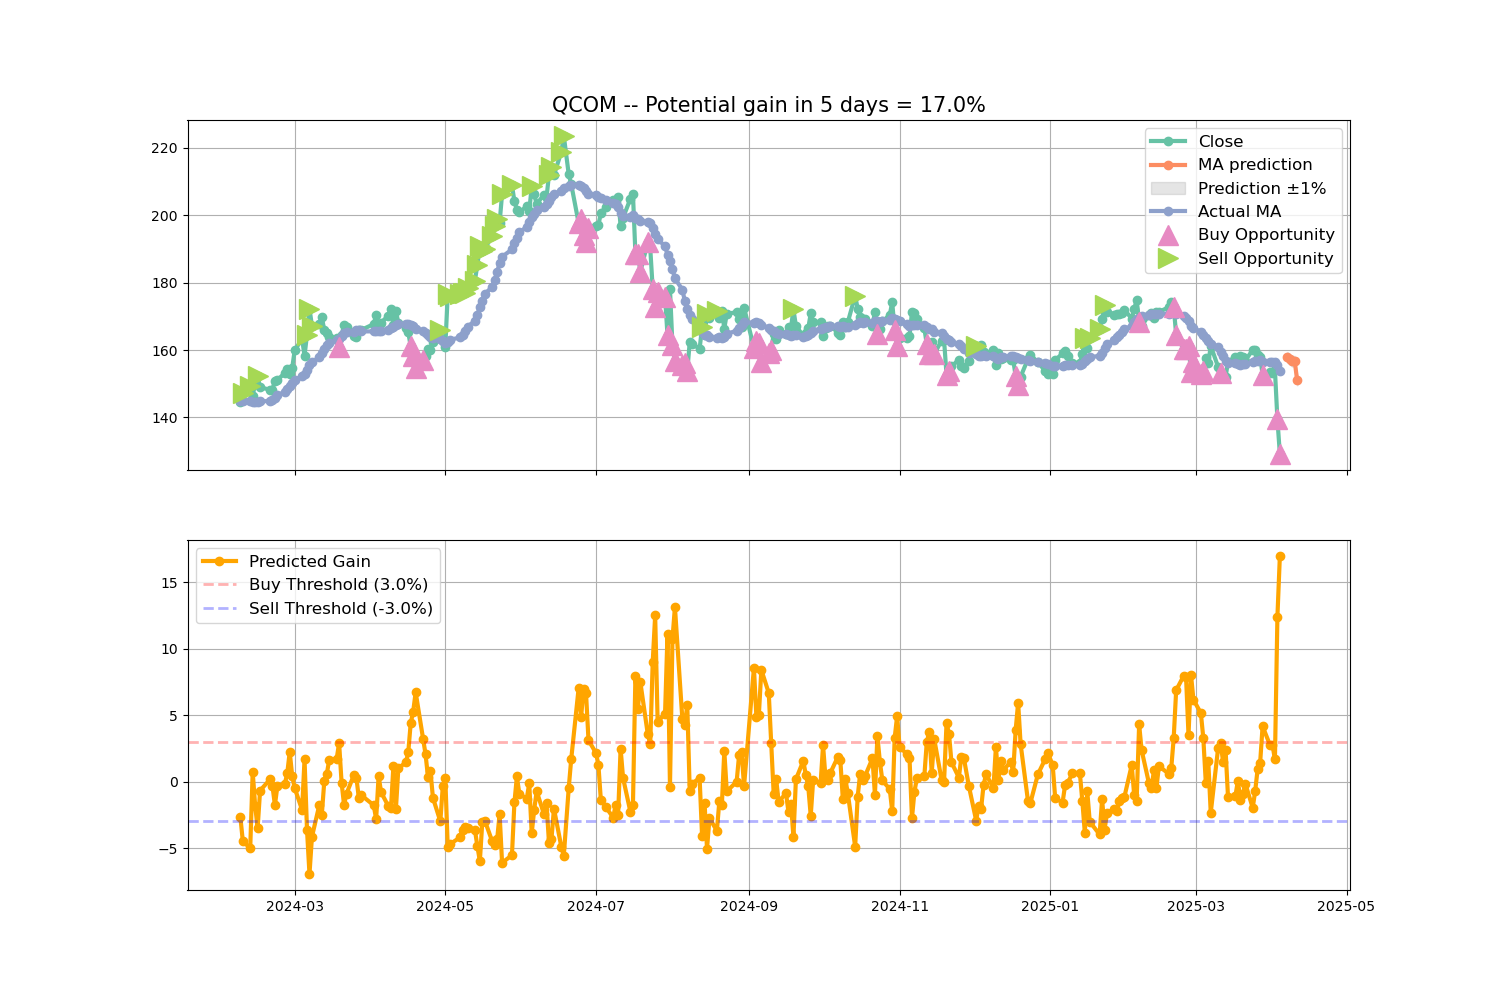 QCOM -- Potential gain in 5 days = 17.0%
220
200
180
160
140
Close
MA prediction
Prediction ±1%
Actual MA
Buy Opportunity
Sell Opportunity
15
10
5
0
−5
Predicted Gain
Buy Threshold (3.0%)
Sell Threshold (-3.0%)
2024-03
2024-05
2024-07
2024-09
2024-11
2025-01
2025-03
2025-05